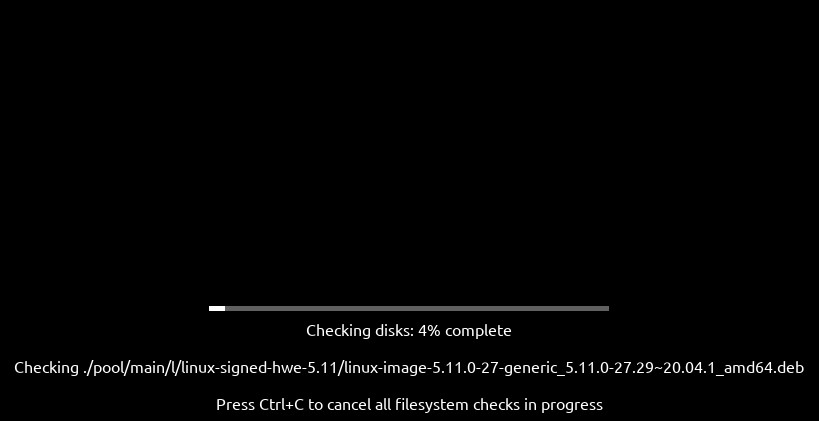 Checking disks: 4% complete
Checking ./pool/main/l/linux-signed-hwe-5.11/linux-image-5.11.0-27-generic_5.11.0-27.29~20.04.1_amd64.deb
Press Ctrl+C to cancel all filesystem checks in progress